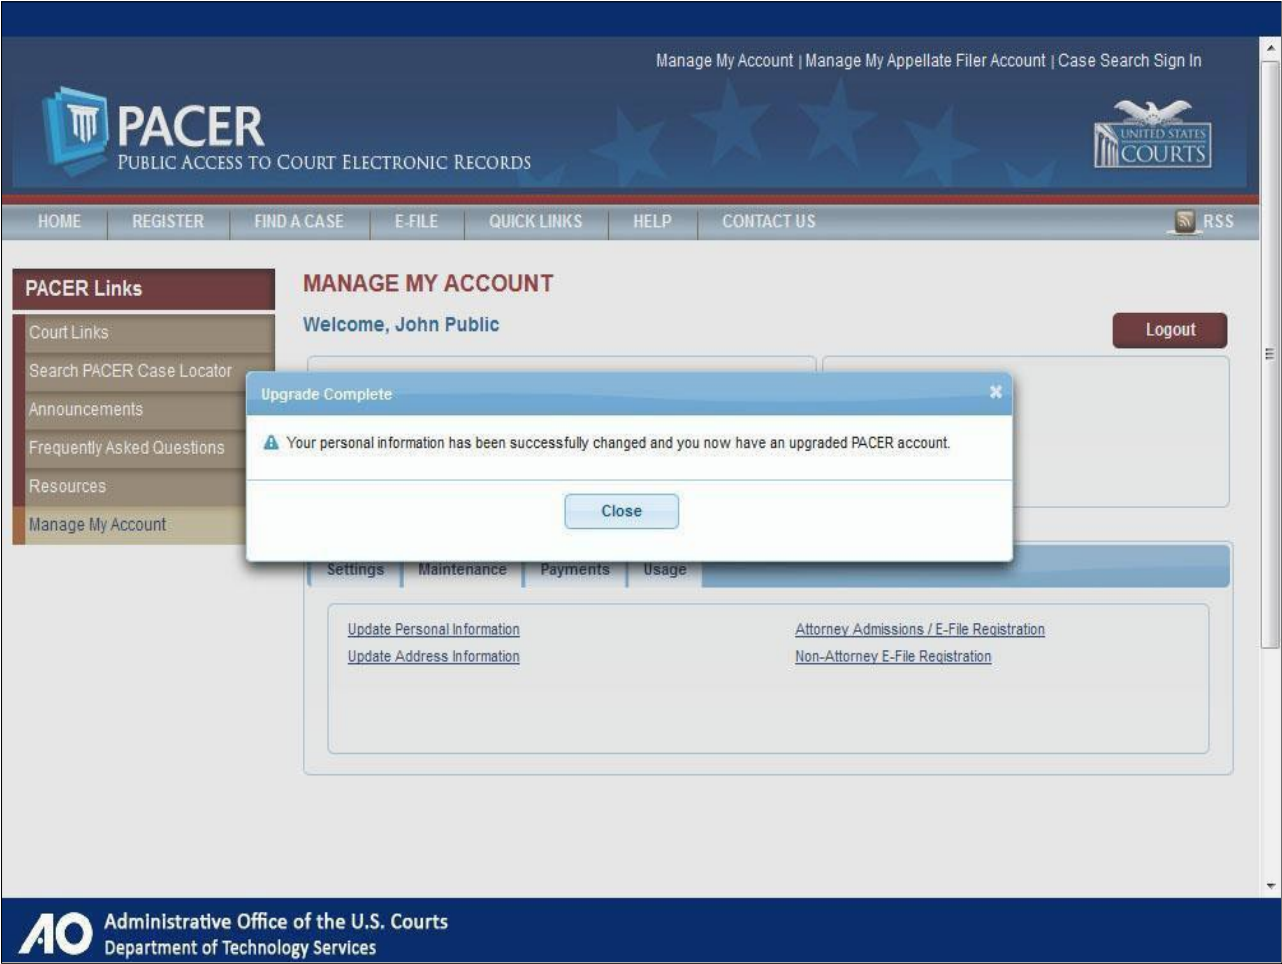 Manage My Account | Manage My Appellate Filer Account | Case Search Sign In
PACER
PUBLIC ACCESS TO COURT ELECTRONIC RECORDS
UNITED STATES
COURTS
HOME REGISTER FIND A CASE E-FILE QUICK LINKS HELP CONTACT US RSS
PACER Links
Court Links
Search PACER Case Locator
Announcements
Frequently Asked Questions
Resources
Manage My Account
MANAGE MY ACCOUNT
Welcome, John Public
Logout
Upgrade Complete
Your personal information has been successfully changed and you now have an upgraded PACER account.
Close
Settings Maintenance Payments Usage
Update Personal Information
Update Address Information
Attorney Admissions / E-File Registration
Non-Attorney E-File Registration
AO
Administrative Office of the U.S. Courts
Department of Technology Services